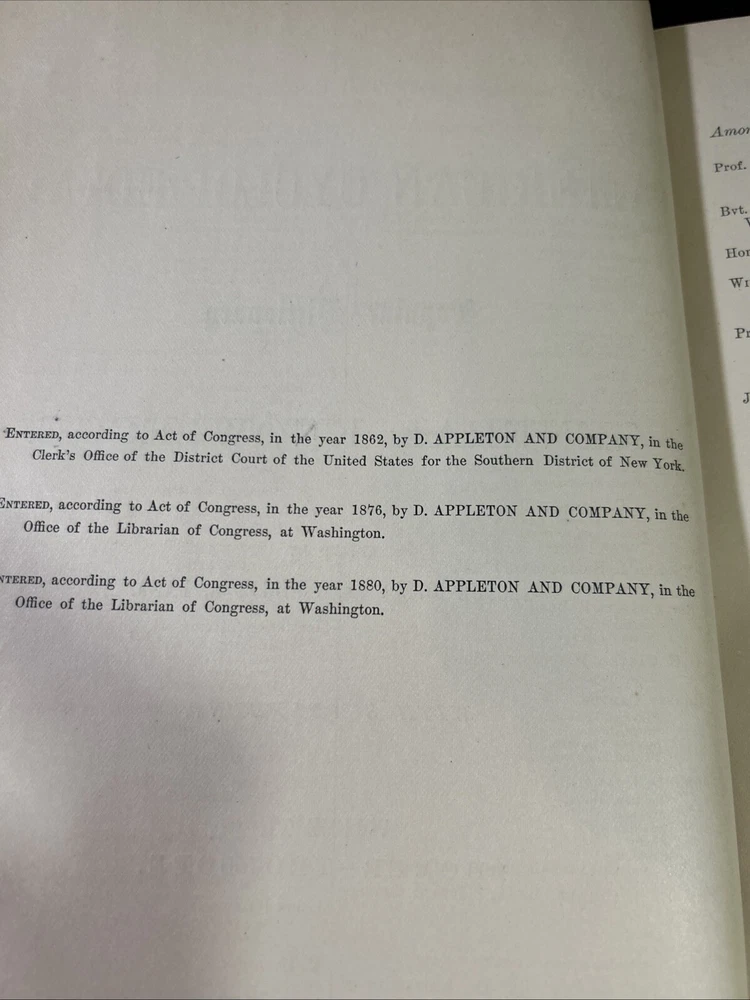 ENTERED, according to Act of Congress, in the year 1862, by D. APPLETON AND COMPANY, in the
Clerk's Office of the District Court of the United States for the Southern District of New York.
ENTERED, according to Act of Congress, in the year 1876, by D. APPLETON AND COMPANY, in the
Office of the Librarian of Congress, at Washington.
NTERED, according to Act of Congress, in the year 1880, by D. APPLETON AND COMPANY, in the
Office of the Librarian of Congress, at Washington.
Prof.
Bvt.